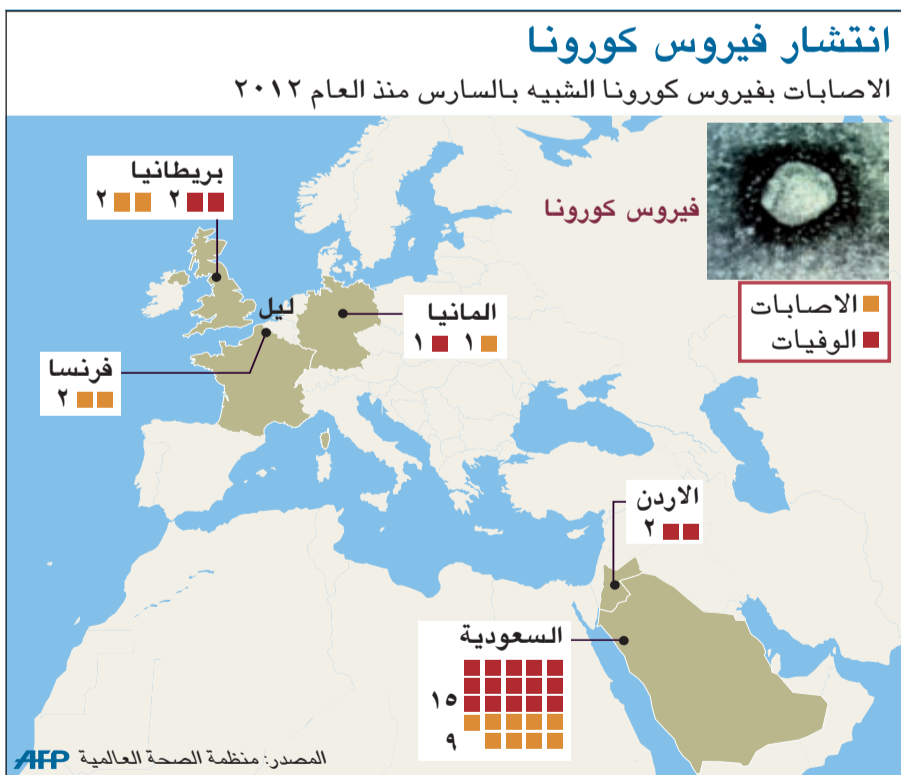 انتشار فيروس كورونا
الاصابات بفيروس كورونا الشبيه بالسارس منذ العام ٢٠١٢
فيروس كورونا
الاصابات
الوفيات
بريطانيا
٢ ٢
ليل
المانيا
١ ١
فرنسا
٢
الاردن
٢
السعودية
١٥
٩
المصدر: منظمة الصحة العالمية AFP